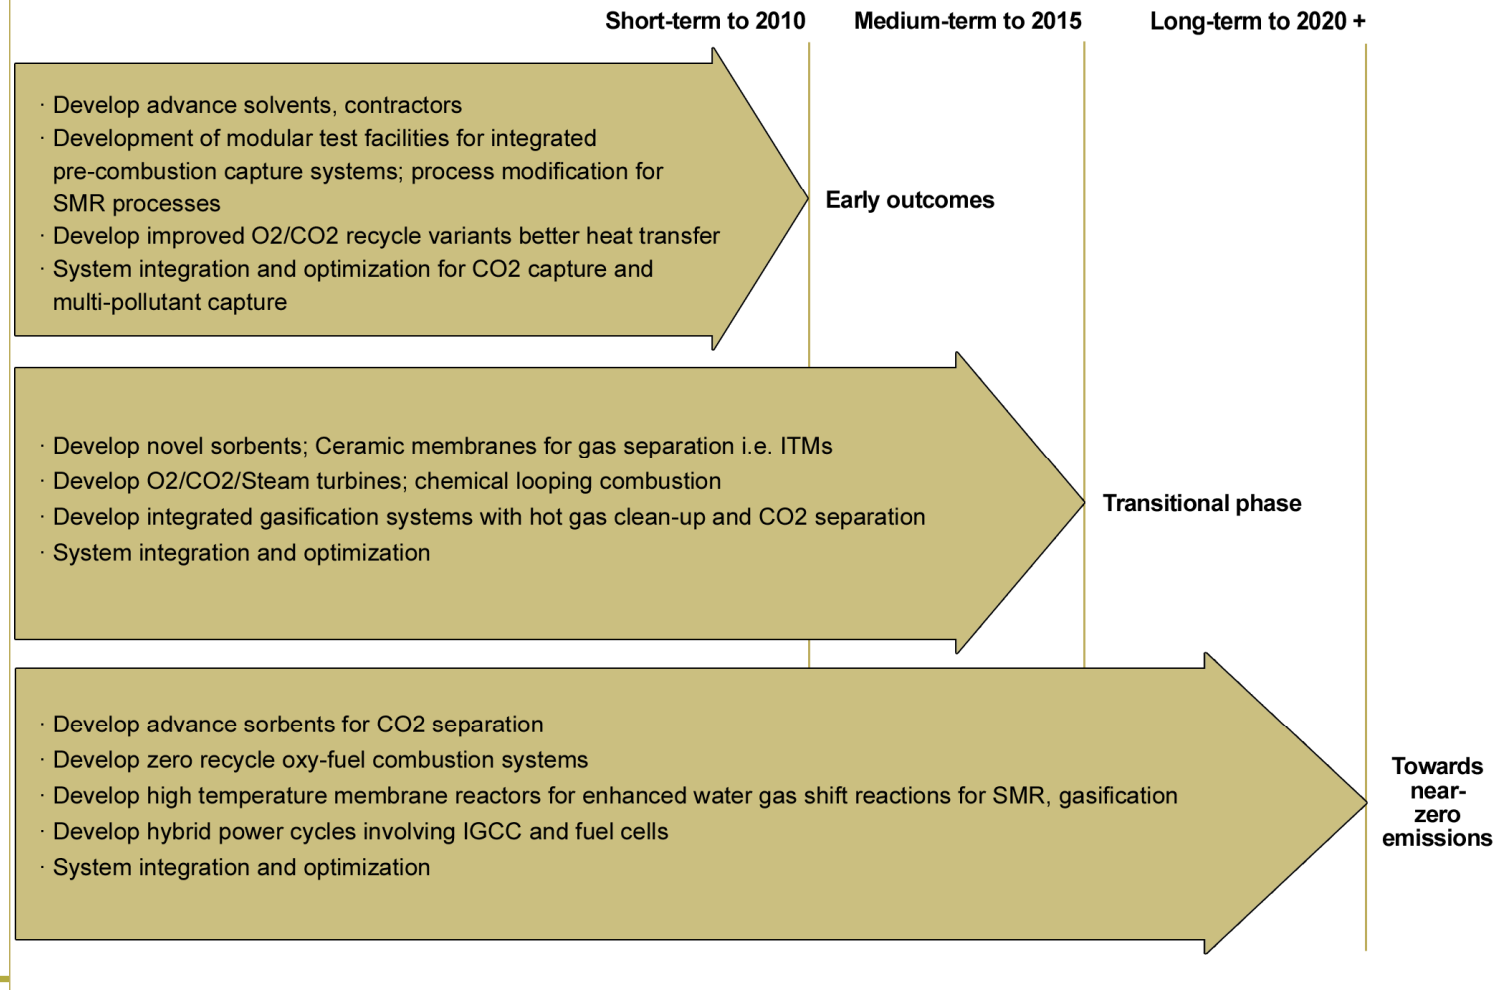 Short-term to 2010 Medium-term to 2015 Long-term to 2020 +
· Develop advance solvents, contractors
· Development of modular test facilities for integrated
pre-combustion capture systems; process modification for
SMR processes
· Develop improved O2/CO2 recycle variants better heat transfer
· System integration and optimization for CO2 capture and
multi-pollutant capture
Early outcomes
· Develop novel sorbents; Ceramic membranes for gas separation i.e. ITMs
· Develop O2/CO2/Steam turbines; chemical looping combustion
· Develop integrated gasification systems with hot gas clean-up and CO2 separation
· System integration and optimization
Transitional phase
· Develop advance sorbents for CO2 separation
· Develop zero recycle oxy-fuel combustion systems
· Develop high temperature membrane reactors for enhanced water gas shift reactions for SMR, gasification
· Develop hybrid power cycles involving IGCC and fuel cells
· System integration and optimization
Towards
near-
zero
emissions